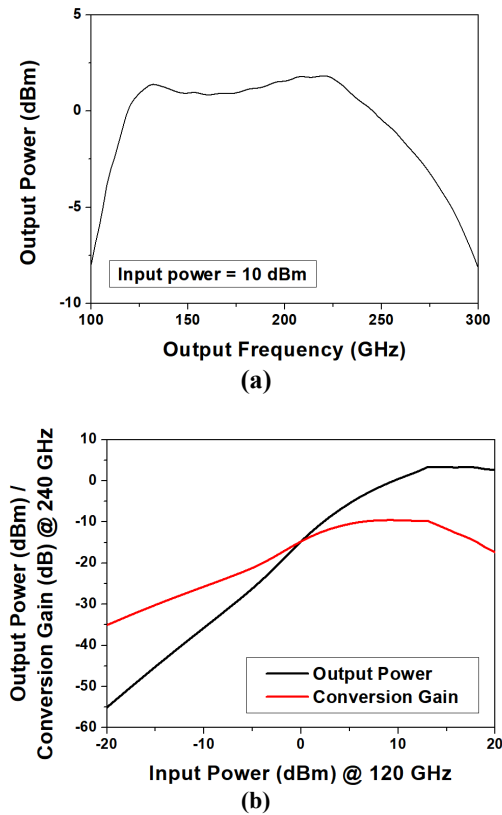 5
0
-5
-10
Output Power (dBm)
Input power = 10 dBm
100
150
200
250
300
Output Frequency (GHz)
(a)
10
0
-10
-20
-30
-40
-50
-60
Output Power (dBm) /
Conversion Gain (dB) @ 240 GHz
Output Power
Conversion Gain
-20
-10
0
10
20
Input Power (dBm) @ 120 GHz
(b)